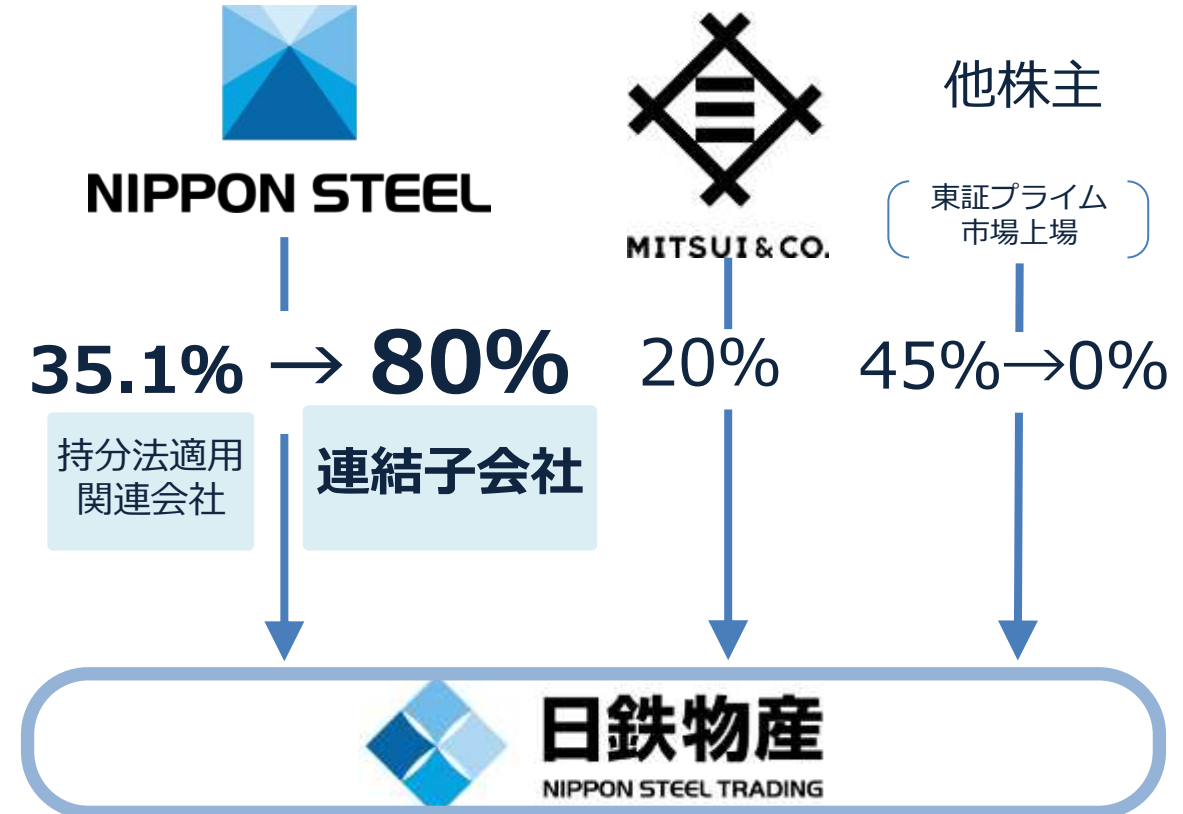 NIPPON STEEL
MITSUI & CO.
他株主
東証プライム
市場上場
35.1% → 80%
20%
45%→0%
持分法適用
関連会社
連結子会社
日鉄物産
NIPPON STEEL TRADING